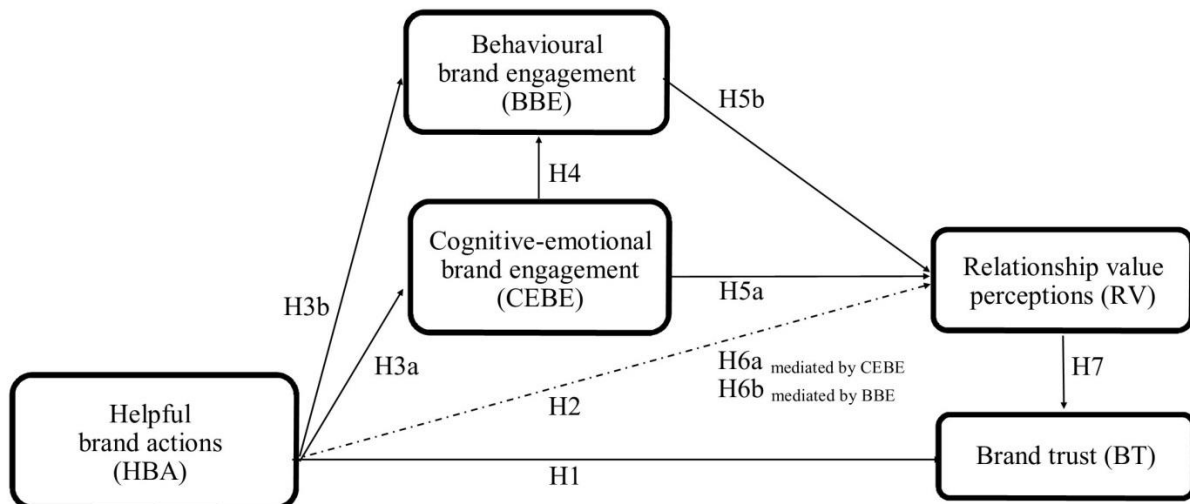 Behavioural
brand engagement
(BBE)
H5b
H4
Cognitive-emotional
brand engagement
(CEBE)
H3b
H5a
Relationship value
perceptions (RV)
H3a
H6a mediated by CEBE
H6b mediated by BBE
H7
H2
Helpful
brand actions
(HBA)
H1
Brand trust (BT)